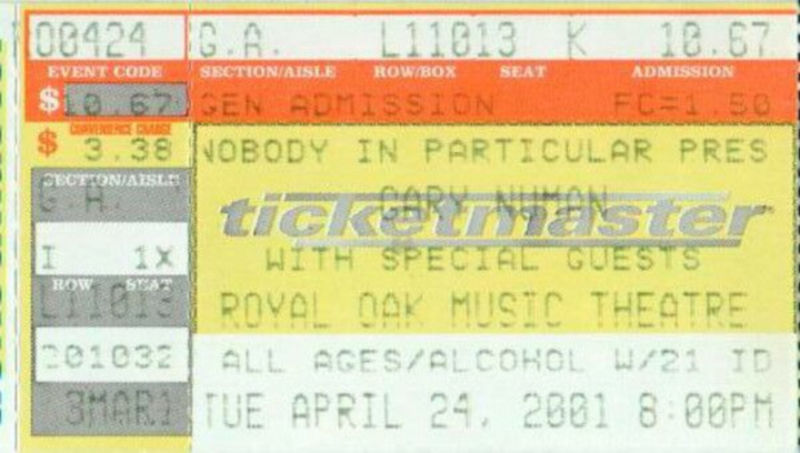 00424 G.A. L11013 K 10.67
EVENT CODE SECTION/AISLE ROW/BOX SEAT ADMISSION
$ 10.67 GEN ADMISSION FC=1.50
CONVENIENCE CHARGE
$ 3.38 NOBODY IN PARTICULAR PRES
SECTION/AISLE
G.A. GARY NUMAN
ticketmaster
I 1X WITH SPECIAL GUESTS
ROW SEAT
L11013 ROYAL OAK MUSIC THEATRE
C01032 ALL AGES/ALCOHOL W/21 ID
3MAR1 TUE APRIL 24, 2001 8:00PM